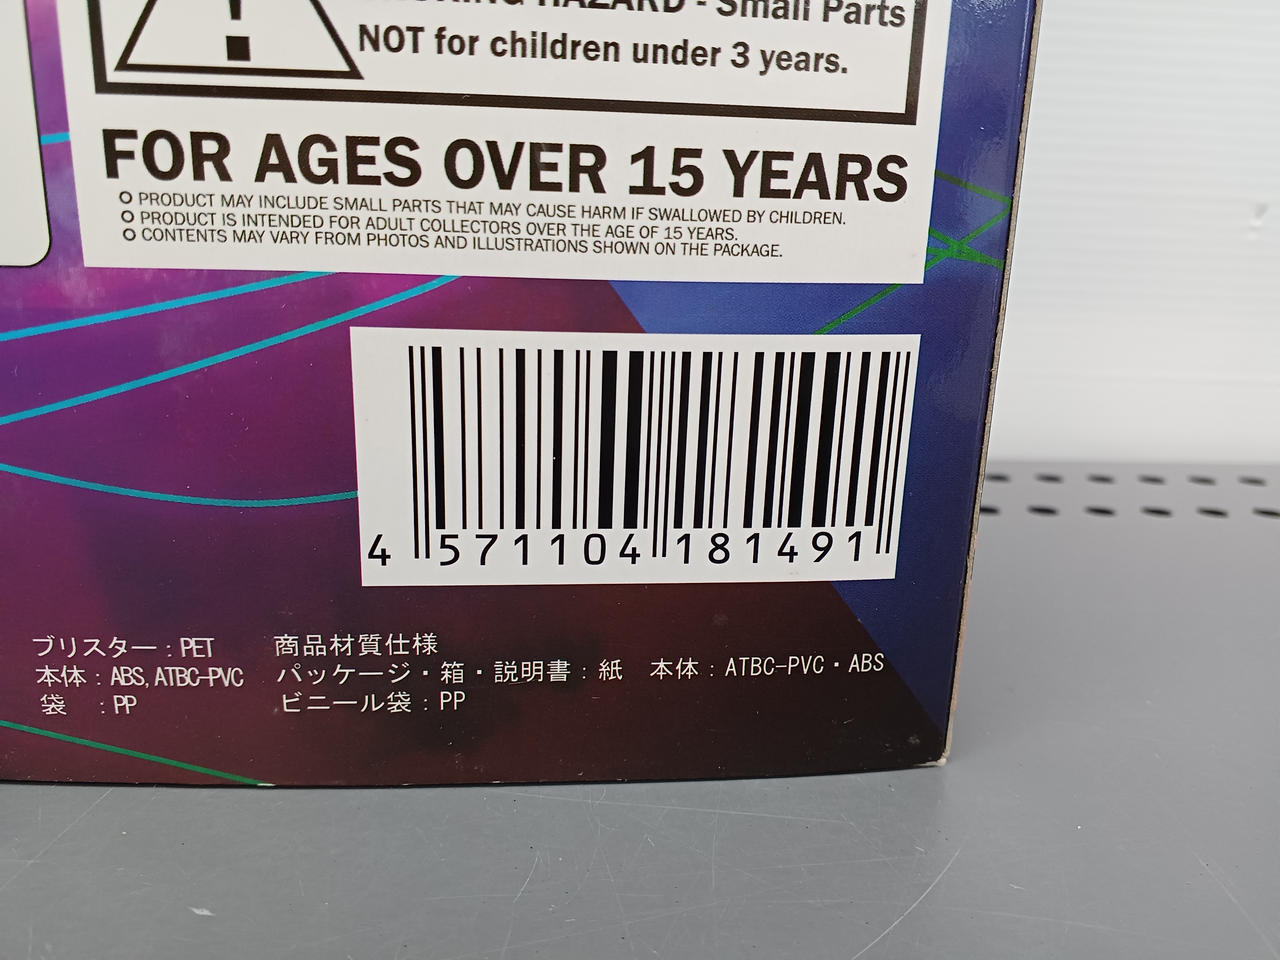 HAZARD - Small Parts
NOT for children under 3 years.
FOR AGES OVER 15 YEARS
○ PRODUCT MAY INCLUDE SMALL PARTS THAT MAY CAUSE HARM IF SWALLOWED BY CHILDREN.
○ PRODUCT IS INTENDED FOR ADULT COLLECTORS OVER THE AGE OF 15 YEARS.
○ CONTENTS MAY VARY FROM PHOTOS AND ILLUSTRATIONS SHOWN ON THE PACKAGE.
4 571104 181491
ブリスター : PET
本体 : ABS, ATBC-PVC
袋 : PP
商品材質仕様
パッケージ・箱・説明書 : 紙 本体 : ATBC-PVC・ABS
ビニール袋 : PP